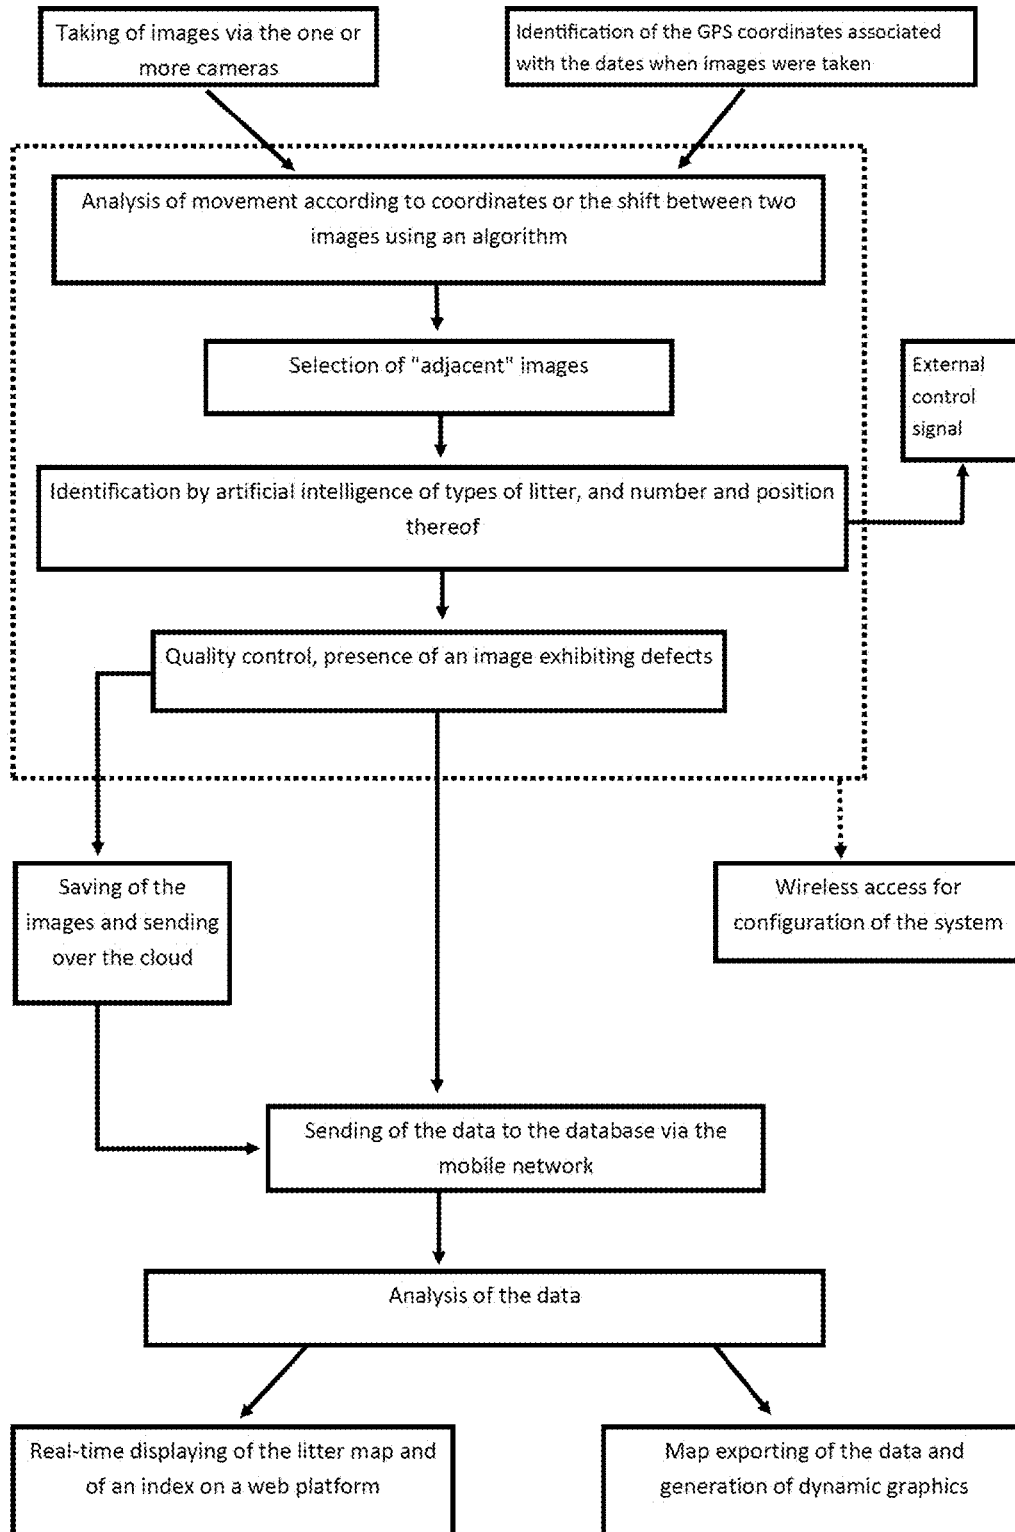 Taking of images via the one or
more cameras
Identification of the GPS coordinates associated
with the dates when images were taken
Analysis of movement according to coordinates or the shift between two
images using an algorithm
Selection of "adjacent" images
External
control
signal
Identification by artificial intelligence of types of litter, and number and position
thereof
Quality control, presence of an image exhibiting defects
Saving of the
images and sending
over the cloud
Wireless access for
configuration of the system
Sending of the data to the database via the
mobile network
Analysis of the data
Real-time displaying of the litter map and
of an index on a web platform
Map exporting of the data and
generation of dynamic graphics